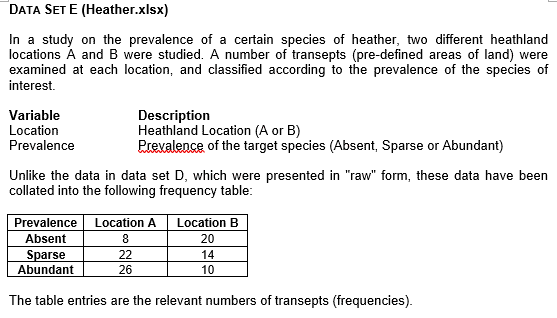 DATA SET E (Heather.xlsx)
In a study on the prevalence of a certain species of heather, two different heathland
locations A and B were studied. A number of transepts (pre-defined areas of land) were
examined at each location, and classified according to the prevalence of the species of
interest.
Variable Description
Location Heathland Location (A or B)
Prevalence Prevalence of the target species (Absent, Sparse or Abundant)
Unlike the data in data set D, which were presented in "raw" form, these data have been
collated into the following frequency table:
Prevalence Location A Location B
Absent 8 20
Sparse 22 14
Abundant 26 10
The table entries are the relevant numbers of transepts (frequencies).